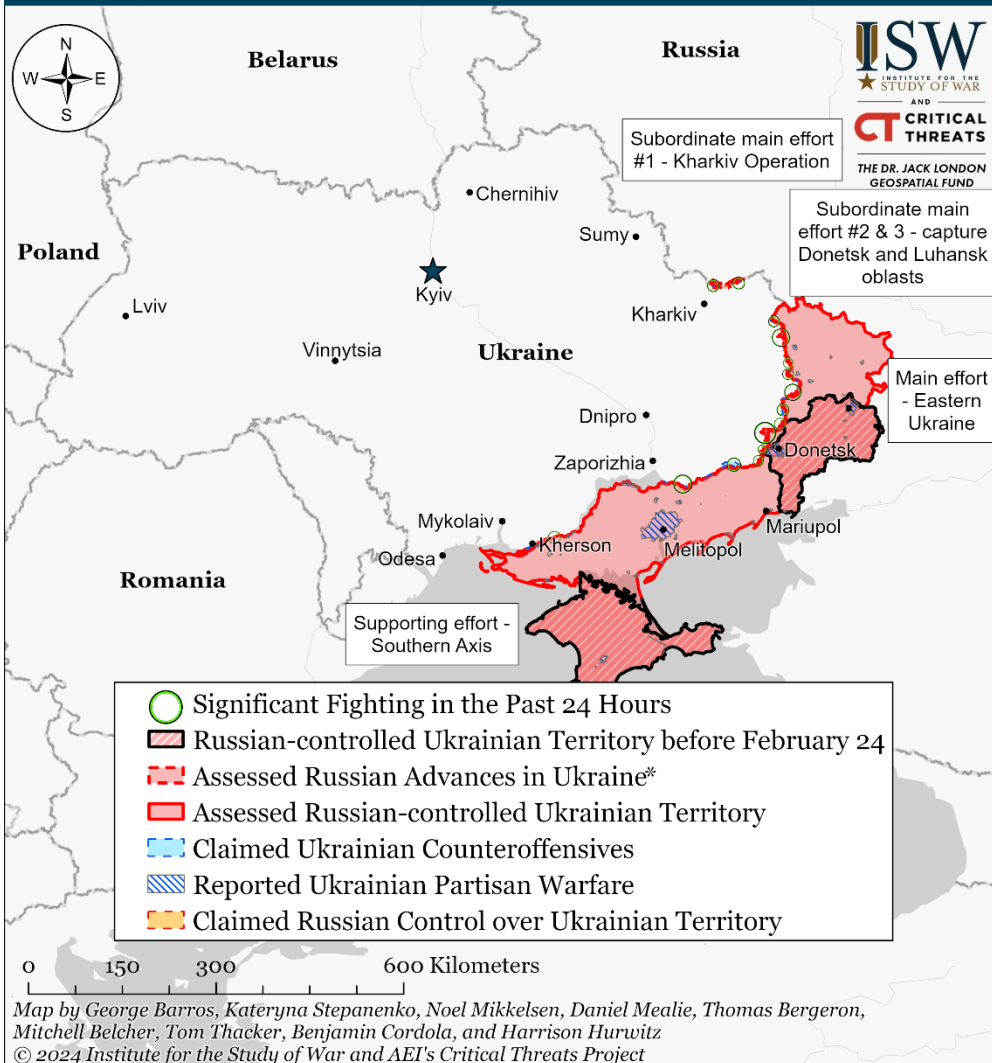 N
W
E
S
Belarus
Russia
ISW
INSTITUTE FOR THE
STUDY OF WAR
AND
CT CRITICAL
THREATS
THE DR. JACK LONDON
GEOSPATIAL FUND
Subordinate main effort
#1 - Kharkiv Operation
Subordinate main
effort #2 & 3 - capture
Donetsk and Luhansk
oblasts
Chernihiv
Sumy
Poland
Kyiv
Lviv
Kharkiv
Vinnytsia
Ukraine
Main effort
- Eastern
Ukraine
Dnipro
Donetsk
Zaporizhia
Mykolaiv
Mariupol
Kherson
Melitopol
Odesa
Romania
Supporting effort -
Southern Axis
Significant Fighting in the Past 24 Hours
Russian-controlled Ukrainian Territory before February 24
Assessed Russian Advances in Ukraine*
Assessed Russian-controlled Ukrainian Territory
Claimed Ukrainian Counteroffensives
Reported Ukrainian Partisan Warfare
Claimed Russian Control over Ukrainian Territory
0 150 300 600 Kilometers
Map by George Barros, Kateryna Stepanenko, Noel Mikkelsen, Daniel Mealie, Thomas Bergeron,
Mitchell Belcher, Tom Thacker, Benjamin Cordola, and Harrison Hurwitz
© 2024 Institute for the Study of War and AEI's Critical Threats Project